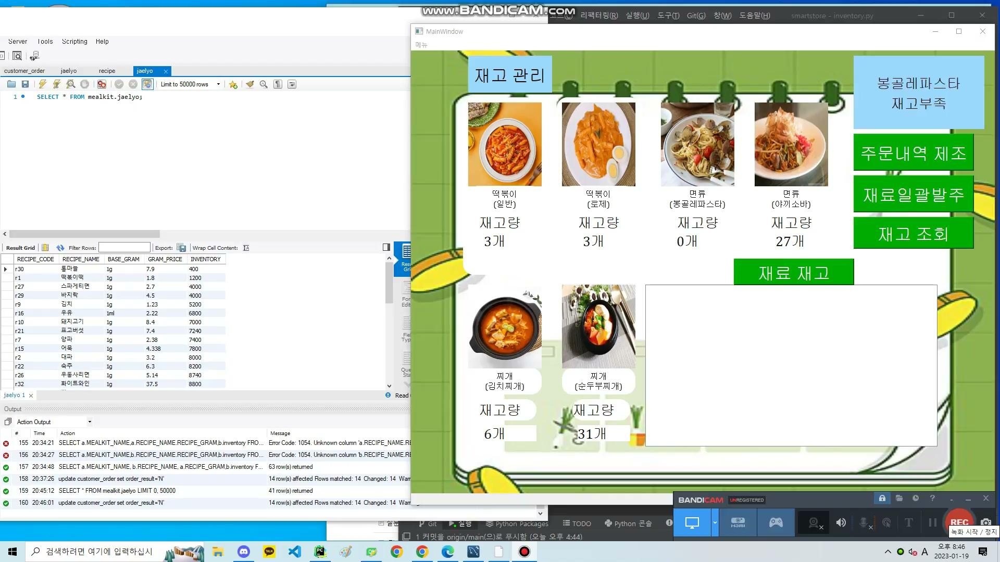 www.BANDICAM.com
코드(C) 리팩터링(R) 실행(U) 도구(T) Git(G) 창(W) 도움말(H) smartstore - inventory.py
MainWindow
메뉴
Server Tools Scripting Help
customer_order jaelyo recipe jaelyo
Limit to 50000 rows
1 SELECT * FROM mealkit.jaelyo;
재고 관리
봉골레파스타
재고부족
주문내역 제조
재료일괄발주
재고 조회
떡볶이
(일반)
재고량
3개
떡볶이
(로제)
재고량
3개
면류
(봉골레파스타)
재고량
0개
면류
(야끼소바)
재고량
27개
재료 재고
찌개
(김치찌개)
재고량
6개
찌개
(순두부찌개)
재고량
31개
Result Grid Filter Rows: Export: Wrap Cell Content:
RECIPE_CODE RECIPE_NAME BASE_GRAM GRAM_PRICE INVENTORY
r30 통마늘 1g 7.9 400
r1 떡볶이떡 1g 1.8 1200
r27 스파게티면 1g 2.7 4000
r29 바지락 1g 4.5 4000
r9 김치 1g 1.23 5200
r16 우유 1ml 2.22 6800
r10 돼지고기 1g 8.4 7000
r21 표고버섯 1g 7.4 7240
r7 양파 1g 2.38 7400
r15 어묵 1g 4.338 7800
r2 대파 1g 3.2 8000
r22 숙주 1g 6.3 8200
r26 우동사리면 1g 5.14 8740
r32 화이트와인 1g 37.5 8800
jaelyo 1
Read
Output
Action Output
# Time Action Message
155 20:34:21 SELECT a.MEALKIT_NAME,a.RECIPE_NAME.RECIPE_GRAM,b.inventory FRO... Error Code: 1054. Unknown column 'a.RECIPE_NAME.RE
156 20:34:27 SELECT a.MEALKIT_NAME,b.RECIPE_NAME.RECIPE_GRAM,b.inventory FRO... Error Code: 1054. Unknown column 'b.RECIPE_NAME.RE
157 20:34:48 SELECT a.MEALKIT_NAME, b.RECIPE_NAME, a.RECIPE_GRAM,b.inventory F... 63 row(s) returned
158 20:37:26 update customer_order set order_result='N' 14 row(s) affected Rows matched: 14 Changed: 14 Warn
159 20:45:12 SELECT * FROM mealkit.jaelyo LIMIT 0, 50000 41 row(s) returned
160 20:46:01 update customer_order set order_result='N' 14 row(s) affected Rows matched: 14 Changed: 14 Warn
BANDICAM UNREGISTERED
HDMI
REC
녹화 시작 / 정지
Git 실행 Python Packages TODO Python 콘솔
1 커밋을 origin/main(으)로 푸시함 (오늘 오후 4:44)
검색하려면 여기에 입력하십시
TALK
A
오후 8:46
2023-01-19